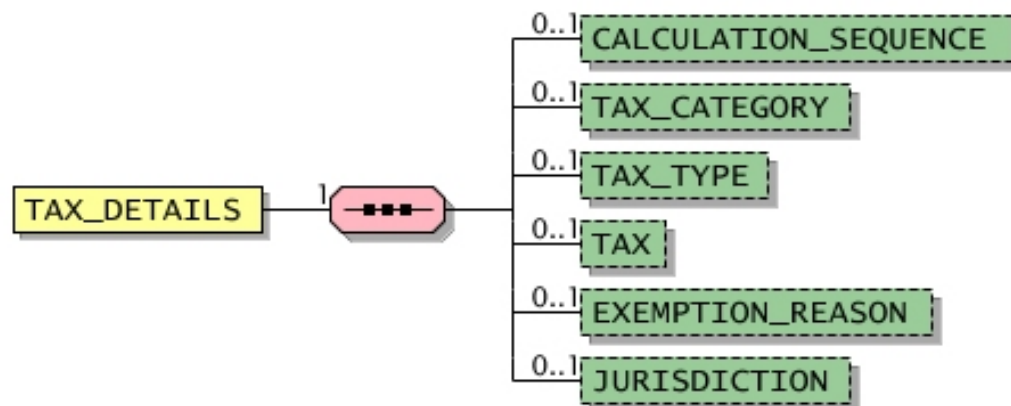 0..1
CALCULATION_SEQUENCE
0..1
TAX_CATEGORY
0..1
TAX_TYPE
TAX_DETAILS
1
0..1
TAX
0..1
EXEMPTION_REASON
0..1
JURISDICTION